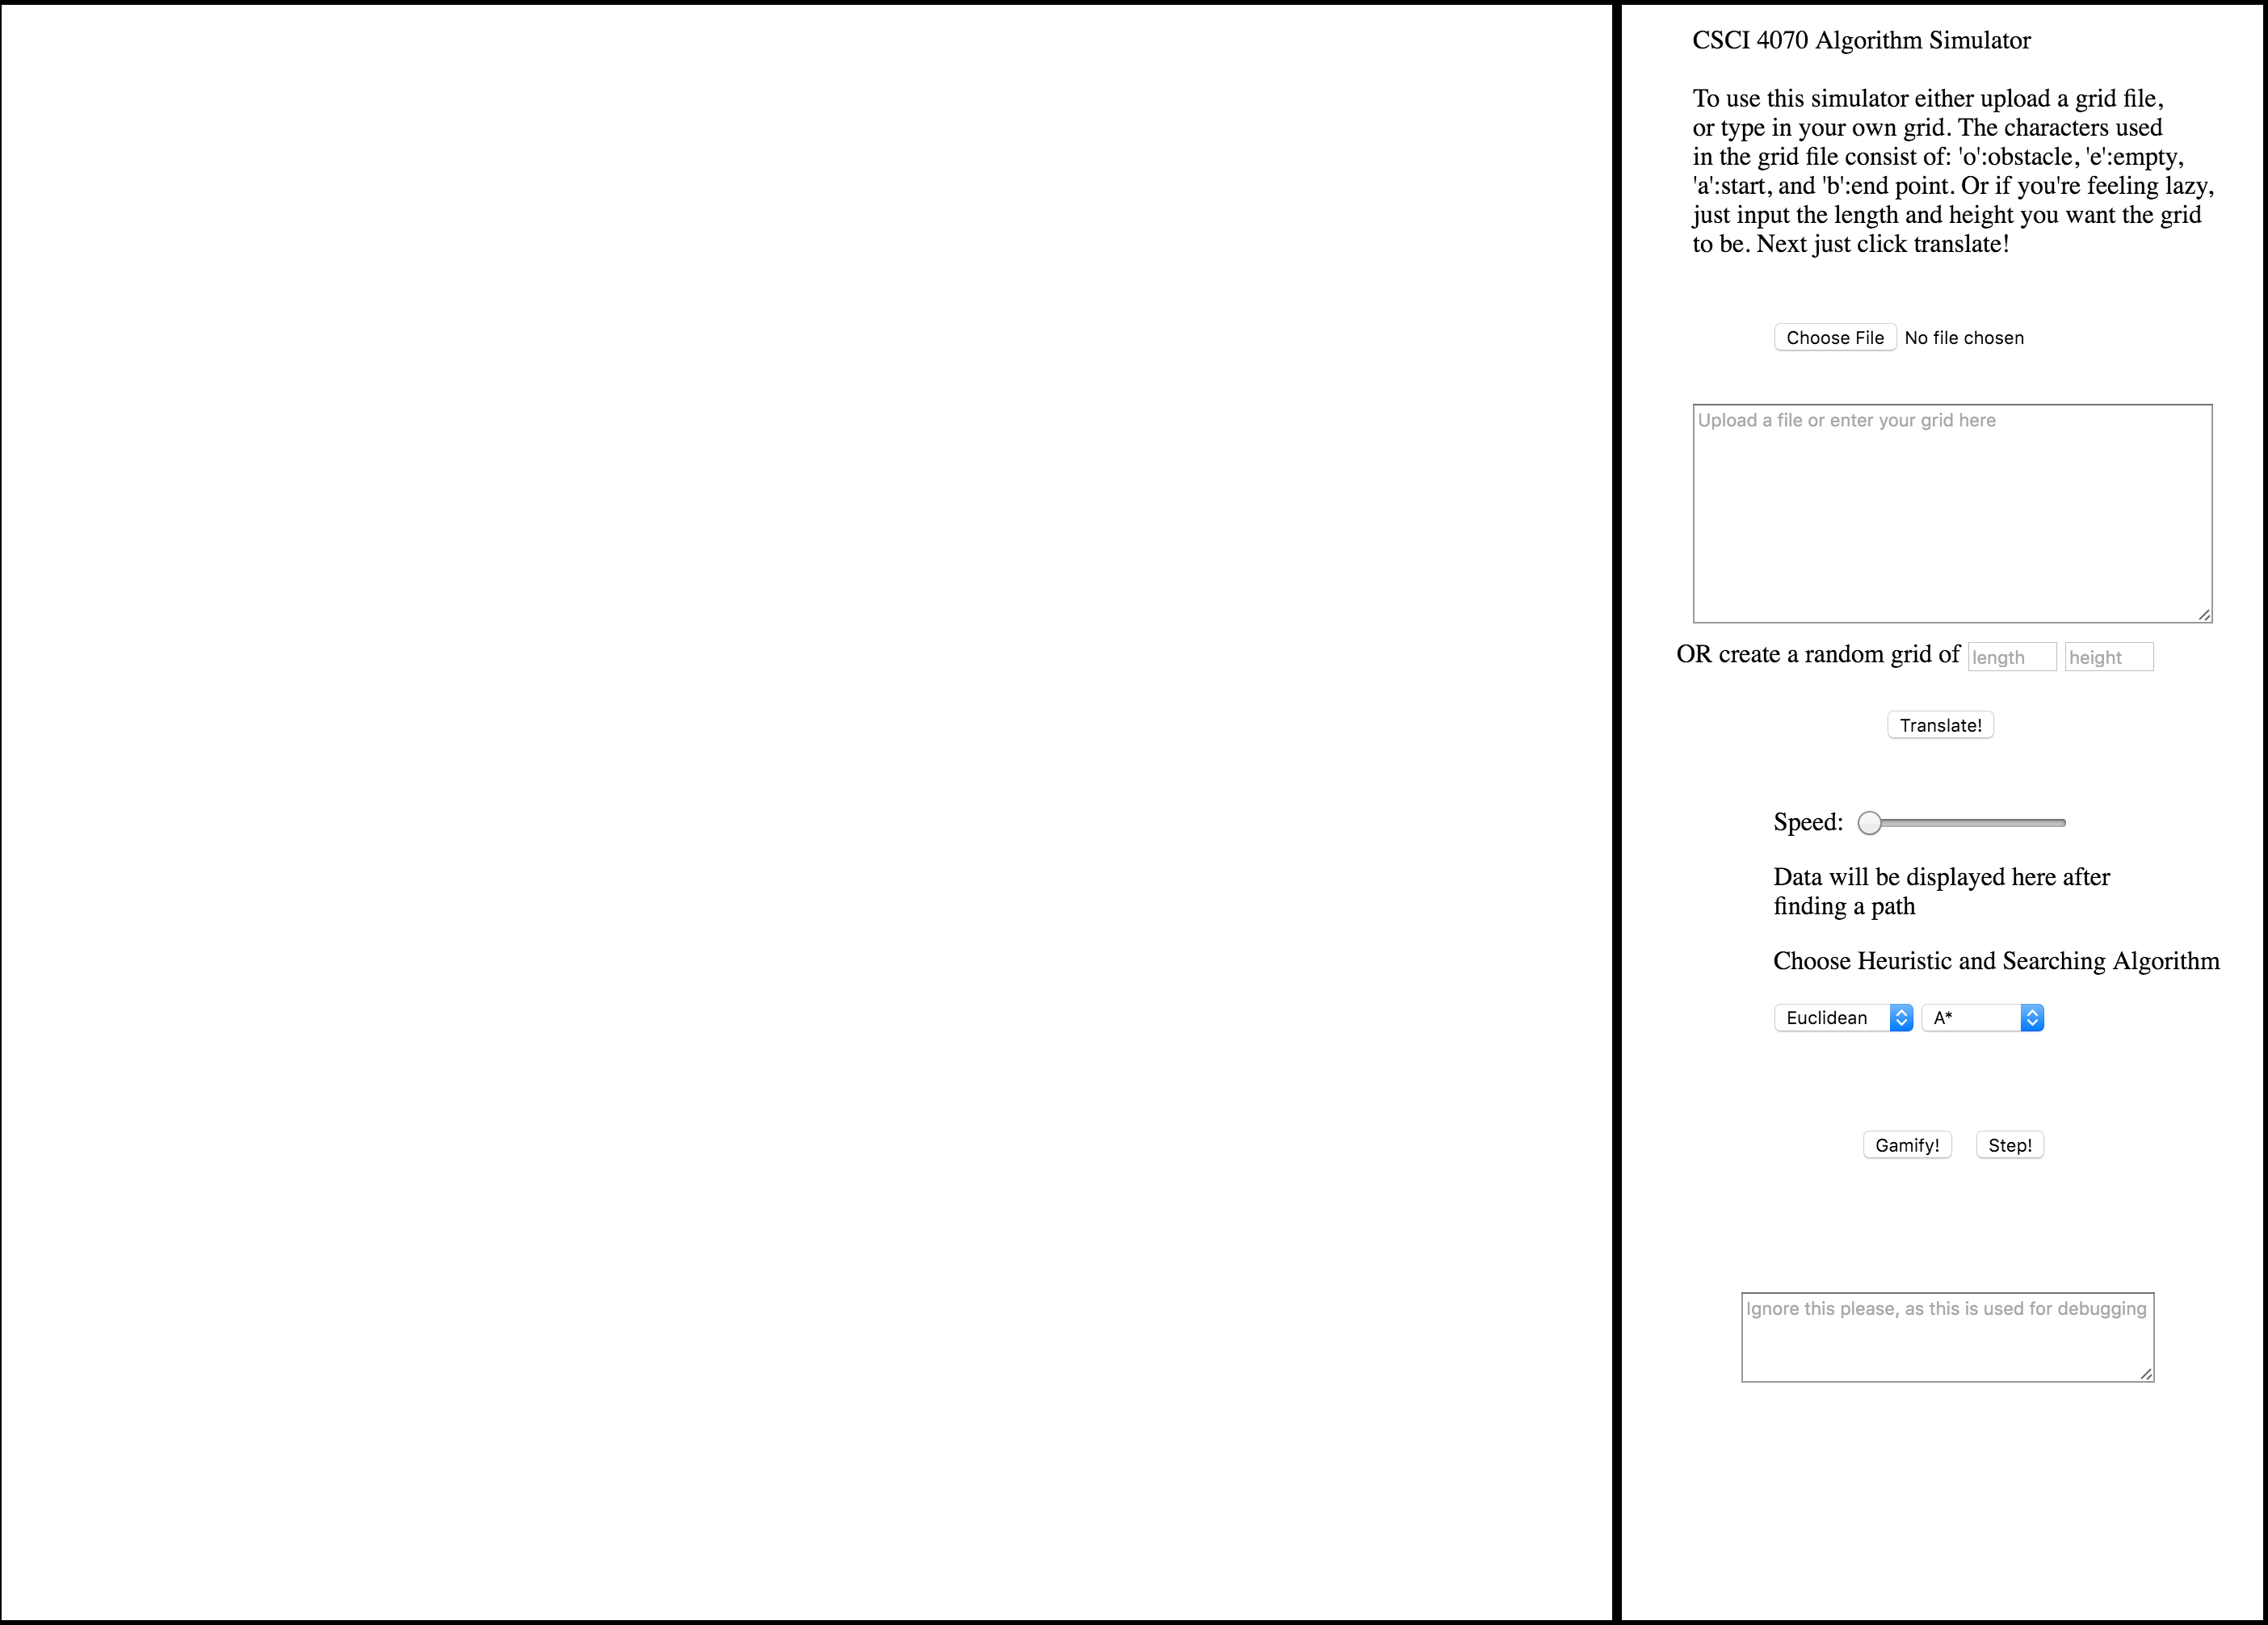 CSCI 4070 Algorithm Simulator
To use this simulator either upload a grid file,
or type in your own grid. The characters used
in the grid file consist of: 'o':obstacle, 'e':empty,
'a':start, and 'b':end point. Or if you're feeling lazy,
just input the length and height you want the grid
to be. Next just click translate!
Choose File No file chosen
Upload a file or enter your grid here
OR create a random grid of length height
Translate!
Speed:
Data will be displayed here after
finding a path
Choose Heuristic and Searching Algorithm
Euclidean A*
Gamify! Step!
Ignore this please, as this is used for debugging